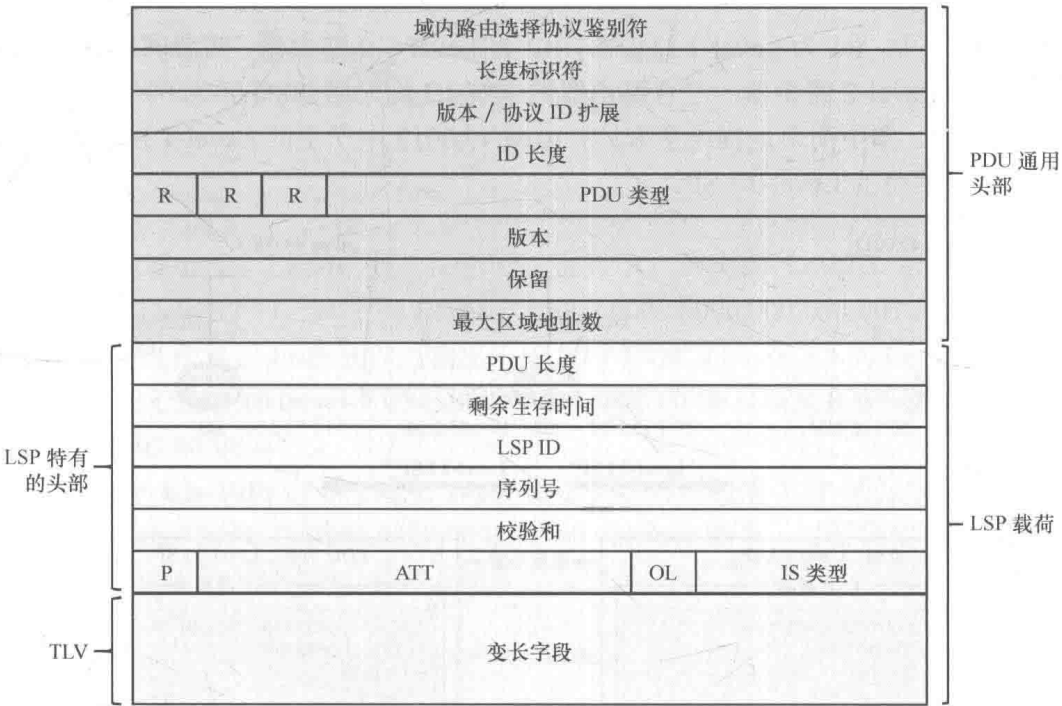 域内路由选择协议鉴别符
长度标识符
版本 / 协议 ID 扩展
ID 长度
R R R PDU 类型
版本
保留
最大区域地址数
PDU 通用
头部
PDU 长度
剩余生存时间
LSP ID
序列号
校验和
P ATT OL IS 类型
LSP 特有
的头部
LSP 载荷
TLV
变长字段